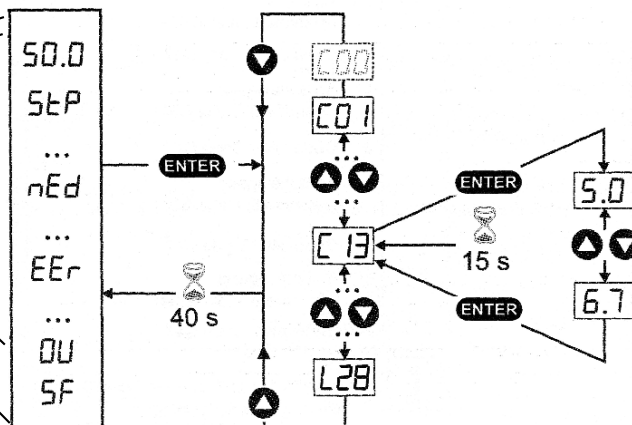 50.0
StP
...
nEd
...
EEr
...
OU
SF
ENTER
40 s
C00
C01
...
...
C13
...
...
L28
ENTER
15 s
ENTER
5.0
6.7